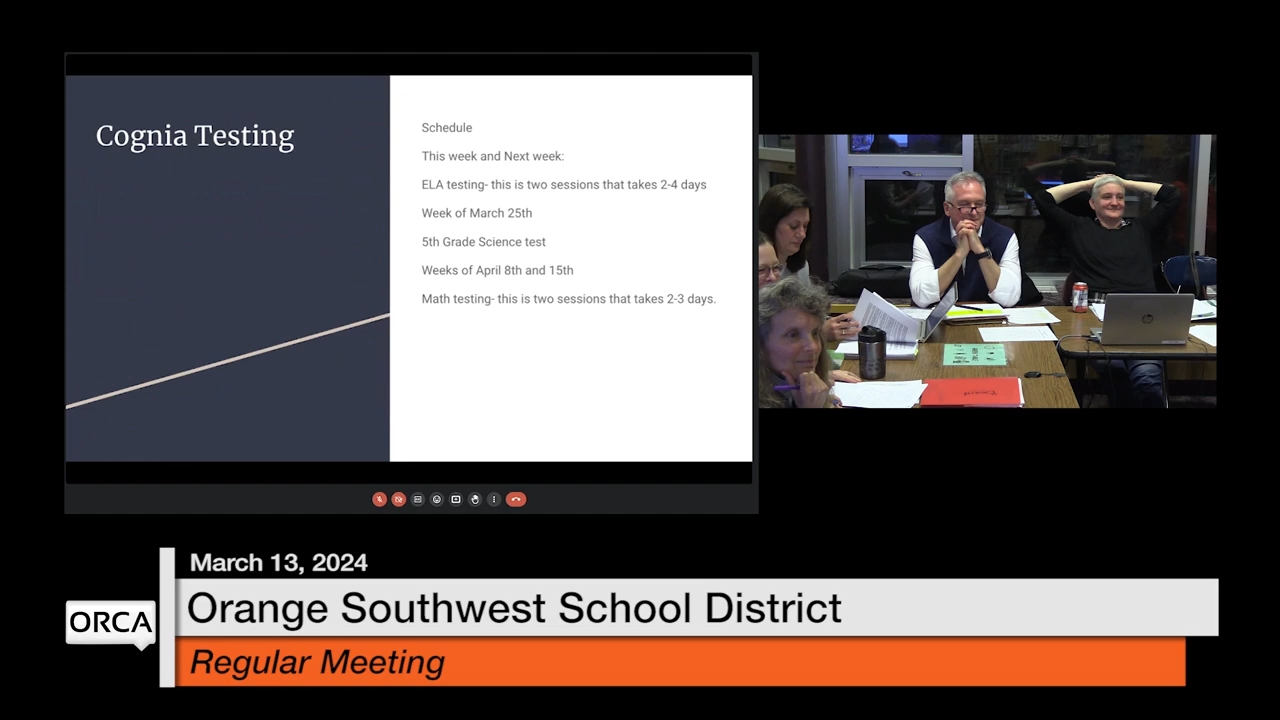 Cognia Testing
Schedule
This week and Next week:
ELA testing- this is two sessions that takes 2-4 days
Week of March 25th
5th Grade Science test
Weeks of April 8th and 15th
Math testing- this is two sessions that takes 2-3 days.
March 13, 2024
Orange Southwest School District
ORCA
Regular Meeting